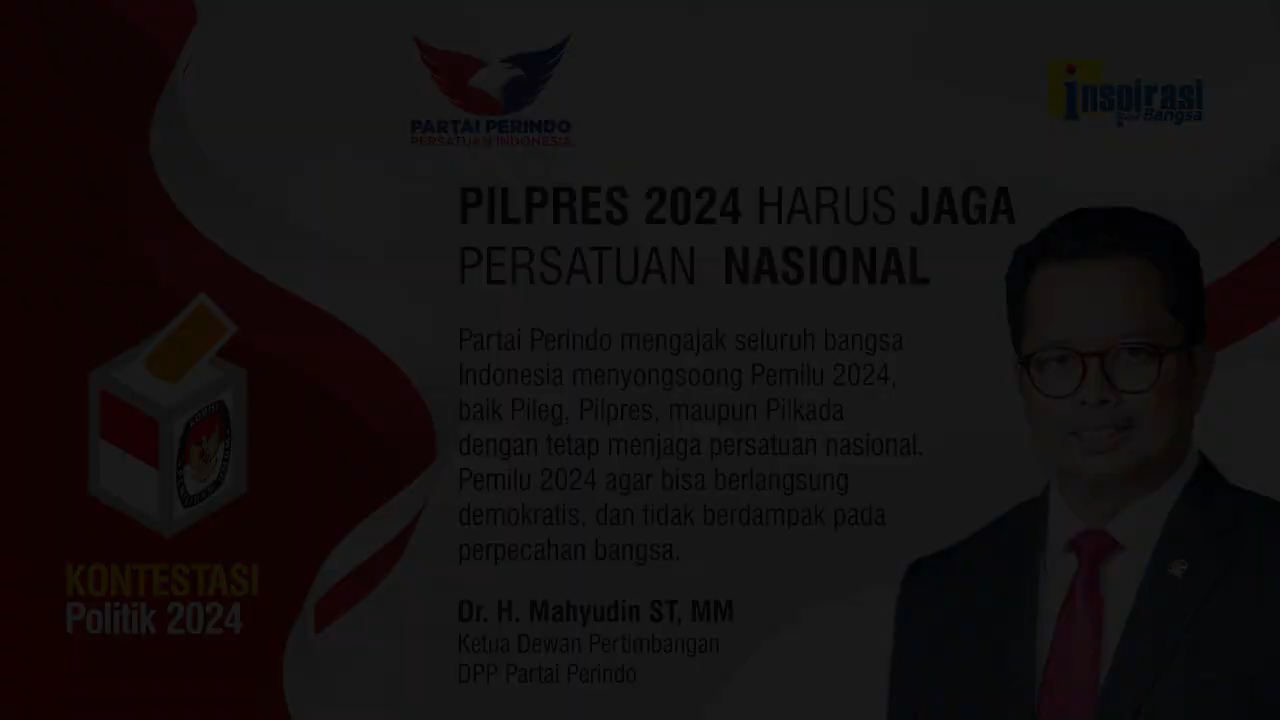 PARTAI PERINDO
PERSATUAN INDONESIA
inspirasi
Bangsa
PILPRES 2024 HARUS JAGA
PERSATUAN NASIONAL
Partai Perindo mengajak seluruh bangsa
Indonesia menyongsoong Pemilu 2024,
baik Pileg, Pilpres, maupun Pilkada
dengan tetap menjaga persatuan nasional.
Pemilu 2024 agar bisa berlangsung
demokratis, dan tidak berdampak pada
perpecahan bangsa.
KONTESTASI
Politik 2024
Dr. H. Mahyudin ST, MM
Ketua Dewan Pertimbangan
DPP Partai Perindo